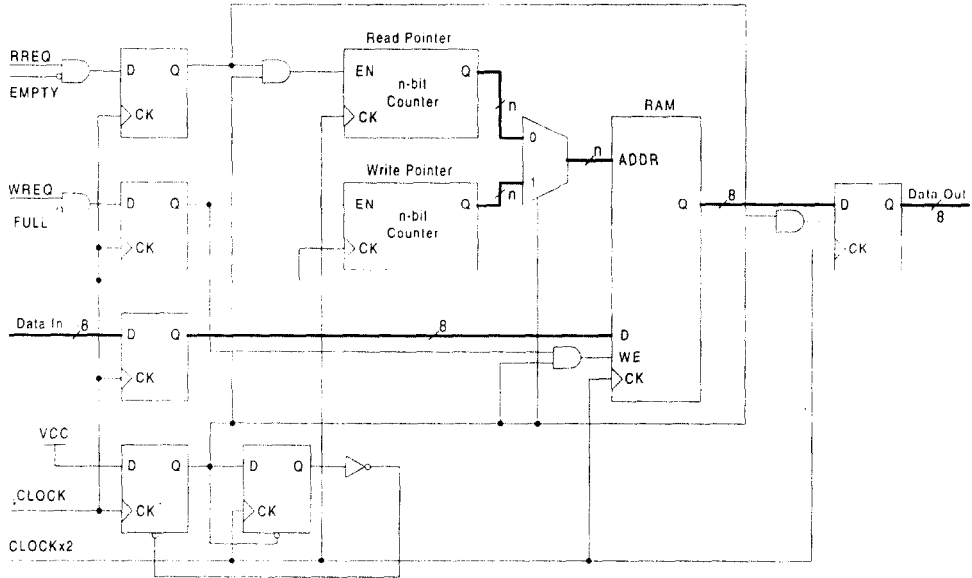 Read Pointer
RREQ
EMPTY
D Q
CK
EN Q
n-bit
Counter
CK
n
RAM
0
1
n
ADDR
Write Pointer
WREQ
FULL
D Q
CK
EN Q
n-bit
Counter
CK
n
Q
8
D Q
CK
Data Out
8
Data In
8
D Q
CK
8
D
WE
CK
VCC
D Q
CK
D Q
CK
CLOCK
CLOCKx2